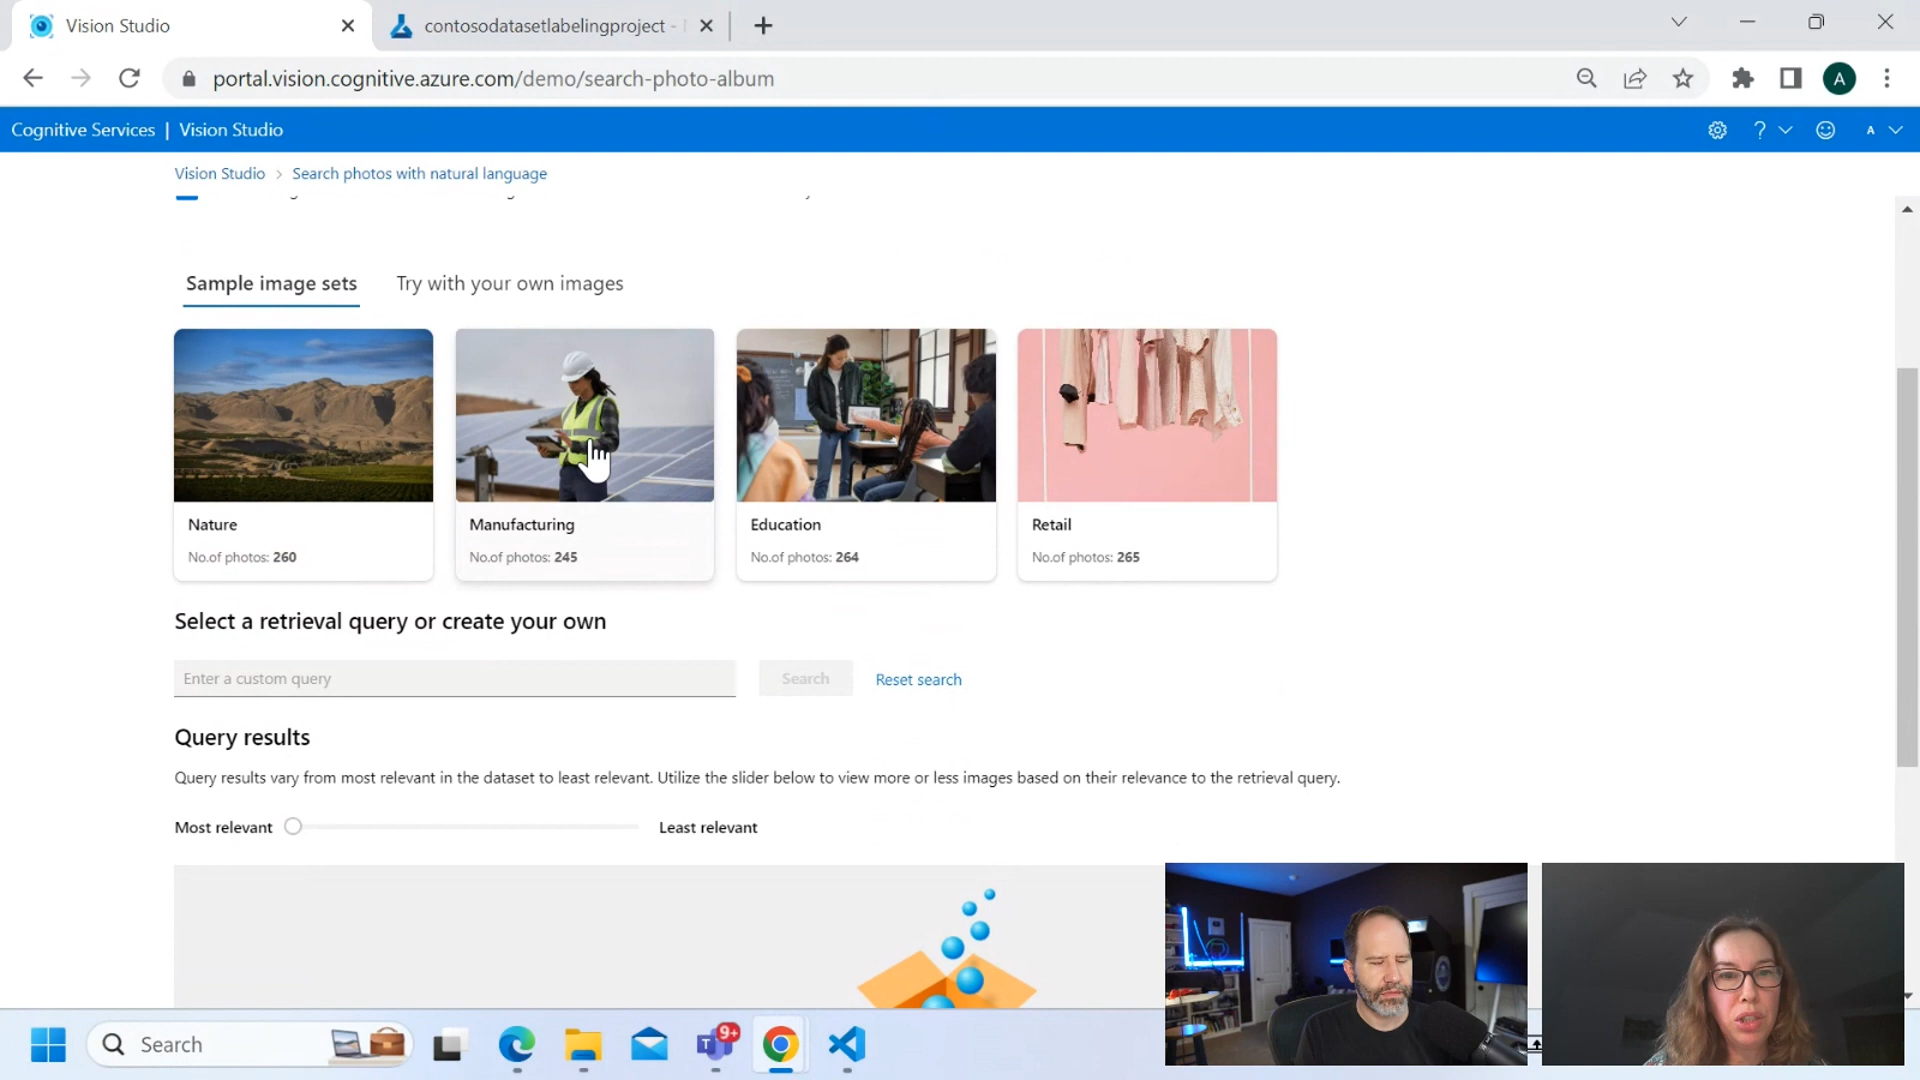 Vision Studio
contosodatasetlabelingproject -
portal.vision.cognitive.azure.com/demo/search-photo-album
A
Cognitive Services | Vision Studio
?
A
Vision Studio > Search photos with natural language
Sample image sets
Try with your own images
Nature
No.of photos: 260
Manufacturing
No.of photos: 245
Education
No.of photos: 264
Retail
No.of photos: 265
Select a retrieval query or create your own
Enter a custom query
Search
Reset search
Query results
Query results vary from most relevant in the dataset to least relevant. Utilize the slider below to view more or less images based on their relevance to the retrieval query.
Most relevant
Least relevant
Search
9+
T